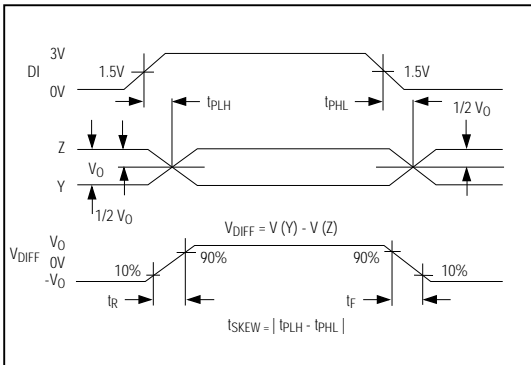 3V
DI
1.5V
1.5V
0V
tPLH
tPHL
1/2 VO
Z
VO
Y
1/2 VO
VDIFF = V (Y) - V (Z)
VO
VDIFF
0V
-VO
10%
90%
90%
10%
tR
tF
tSKEW = | tPLH - tPHL |